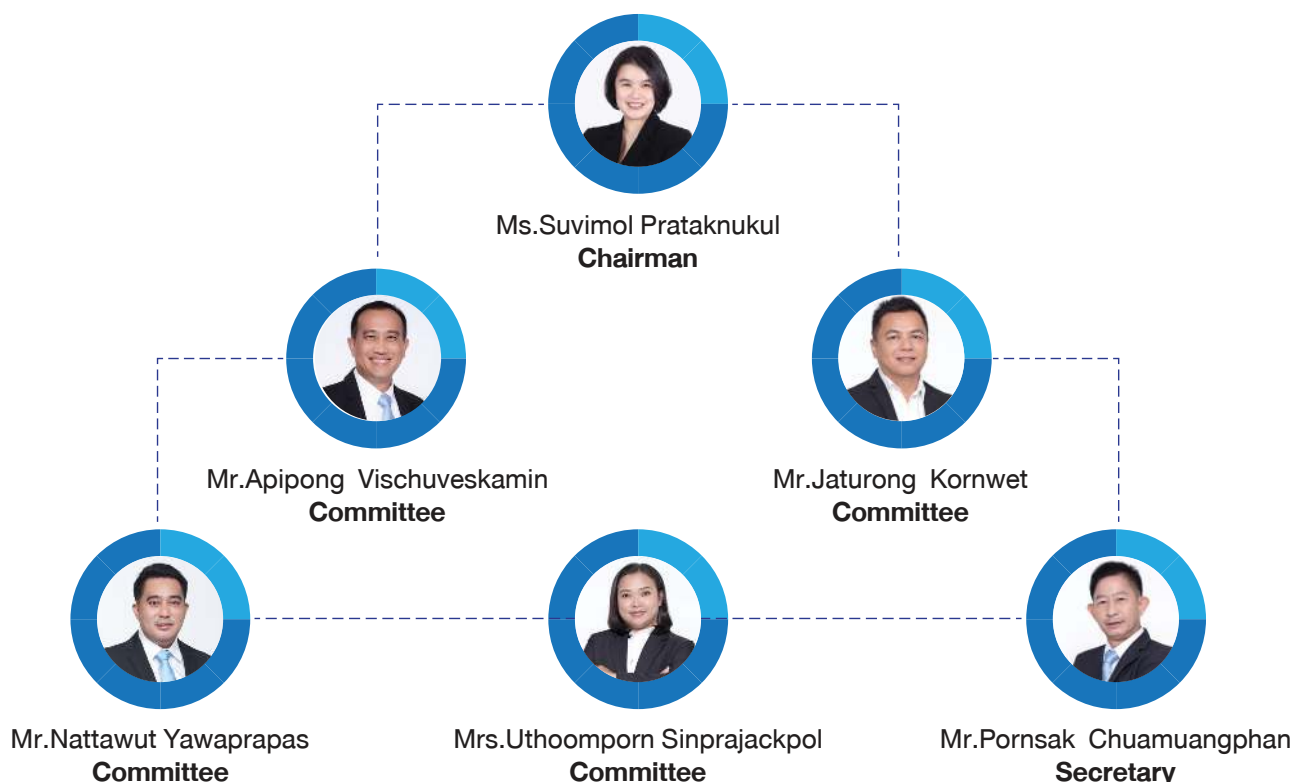 Ms.Suvimol Prataknukul
Chairman
Mr.Apipong Vischuveskamin
Committee
Mr.Jaturong Kornwet
Committee
Mr.Nattawut Yawaprapas
Committee
Mrs.Uthoomporn Sinprajackpol
Committee
Mr.Pornsak Chuamuangphan
Secretary